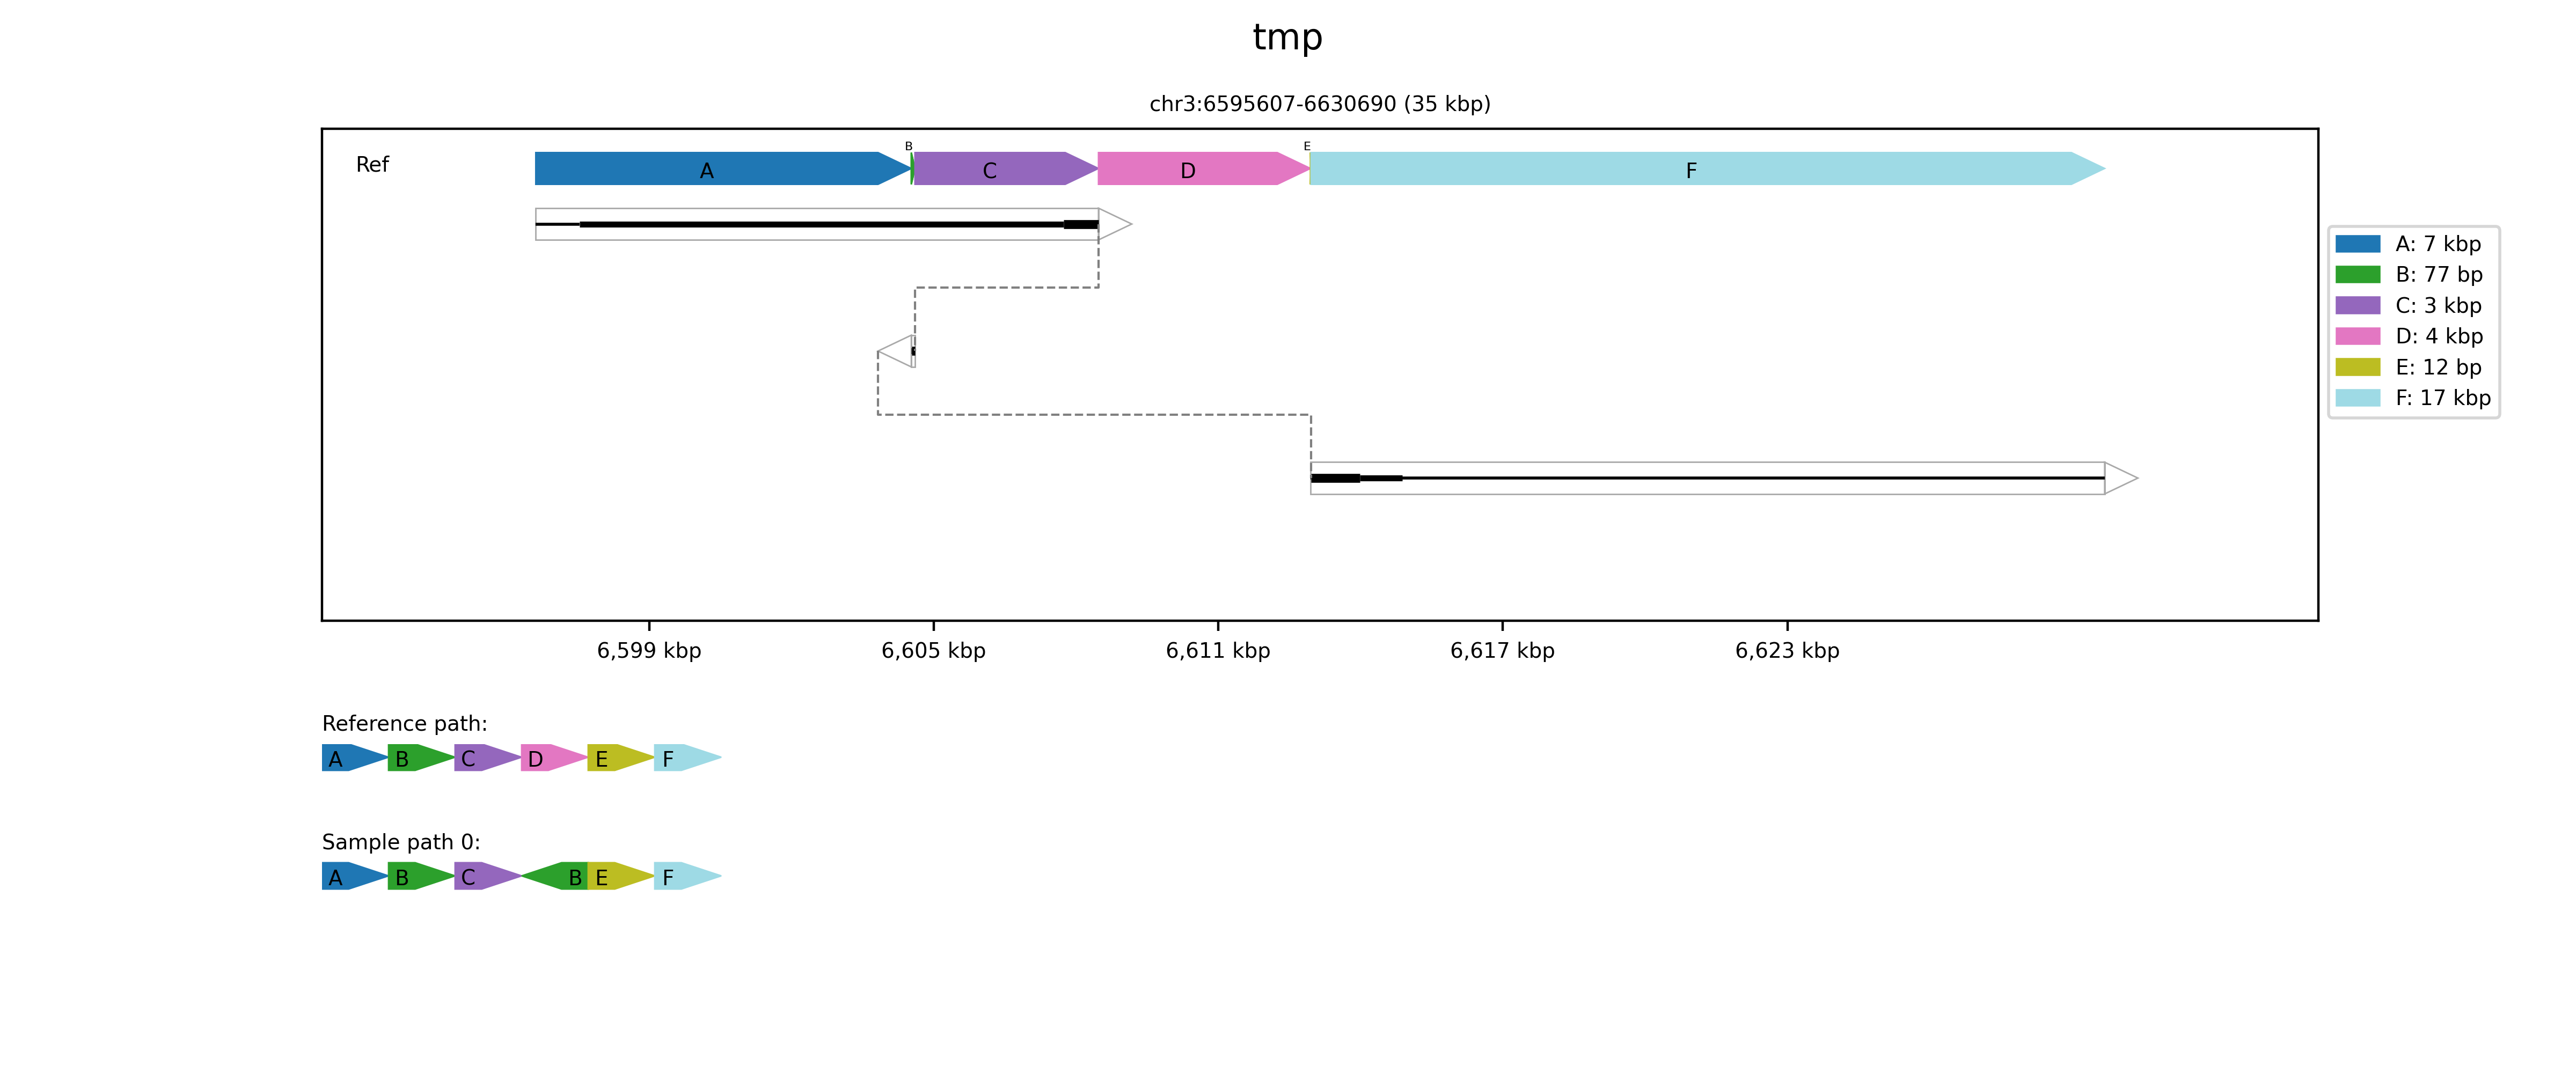 tmp
chr3:6595607-6630690 (35 kbp)
B E
Ref A C D F
A: 7 kbp
B: 77 bp
C: 3 kbp
D: 4 kbp
E: 12 bp
F: 17 kbp
6,599 kbp 6,605 kbp 6,611 kbp 6,617 kbp 6,623 kbp
Reference path:
A B C D E F
Sample path 0:
A B C B E F